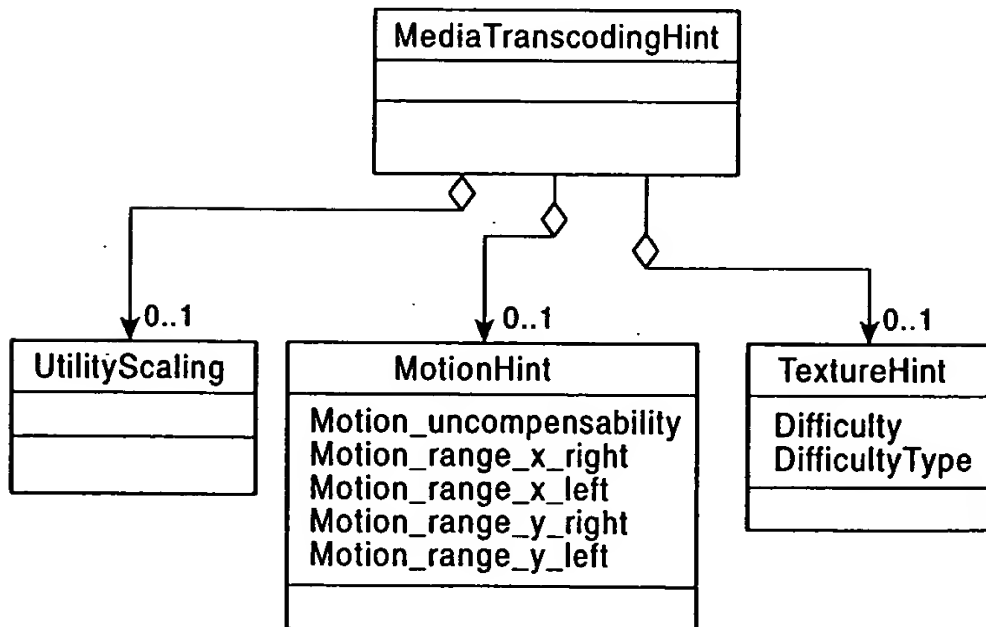 MediaTranscodingHint
0..1
0..1
0..1
UtilityScaling
MotionHint
Motion_uncompensability
Motion_range_x_right
Motion_range_x_left
Motion_range_y_right
Motion_range_y_left
TextureHint
Difficulty
DifficultyType